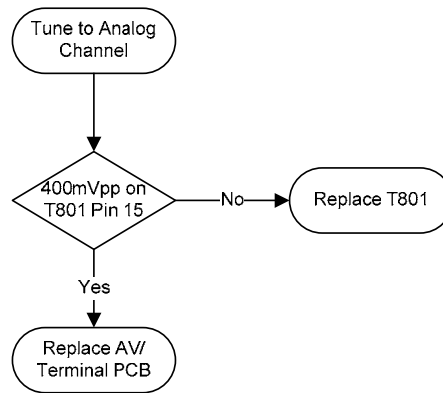 Tune to Analog
Channel
400mVpp on
T801 Pin 15
No
Replace T801
Yes
Replace AV/
Terminal PCB